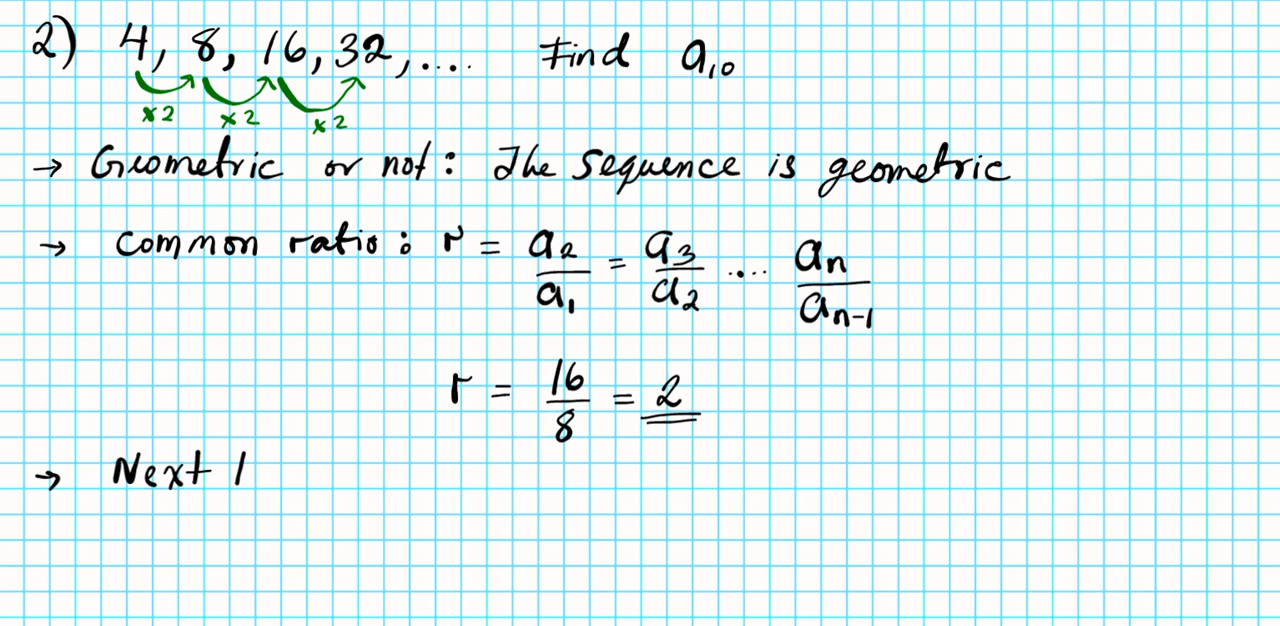 2) 4, 8, 16, 32, .... Find a₁₀
×2 ×2 ×2
→ Geometric or not : The sequence is geometric
→ Common ratio : r = a₂/a₁ = a₃/a₂ .... aₙ/aₙ₋₁
r = 16/8 = 2
→ Next 1